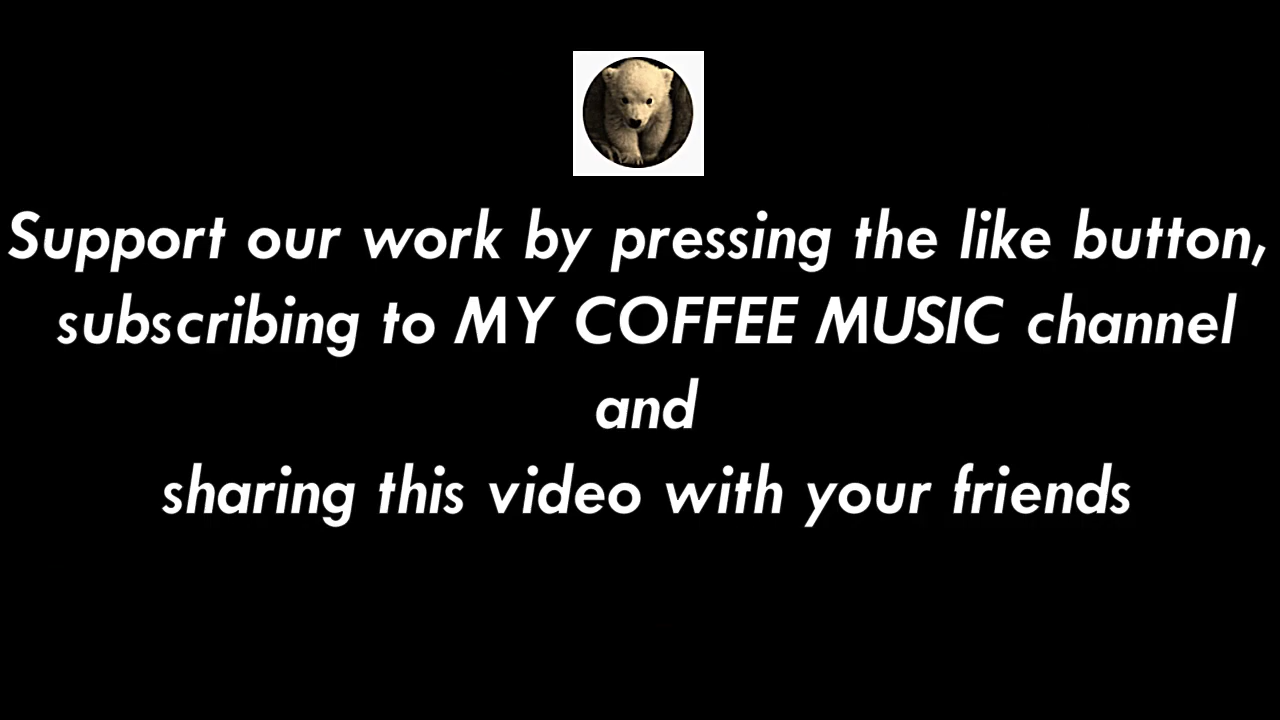 Support our work by pressing the like button,
subscribing to MY COFFEE MUSIC channel
and
sharing this video with your friends